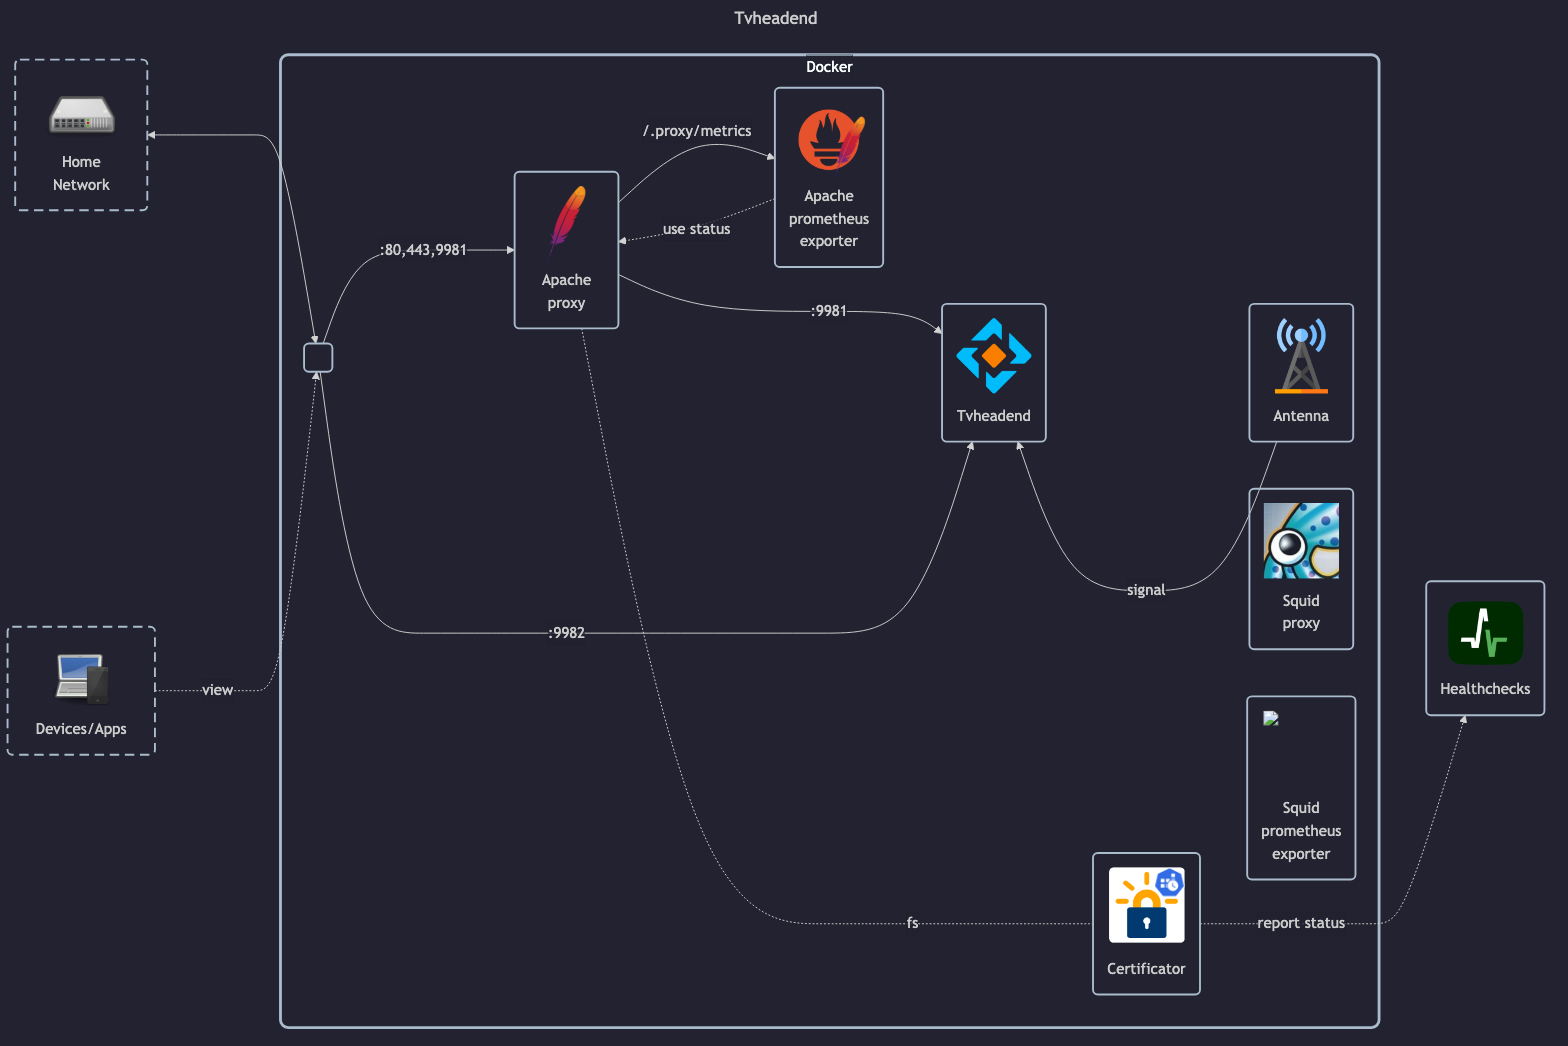 Tvheadend
Docker
Home
Network
/.proxy/metrics
Apache
prometheus
exporter
use status
:80,443,9981
Apache
proxy
:9981
Tvheadend
Antenna
signal
Squid
proxy
:9982
view
Devices/Apps
Healthchecks
Squid
prometheus
exporter
fs
report status
Certificator